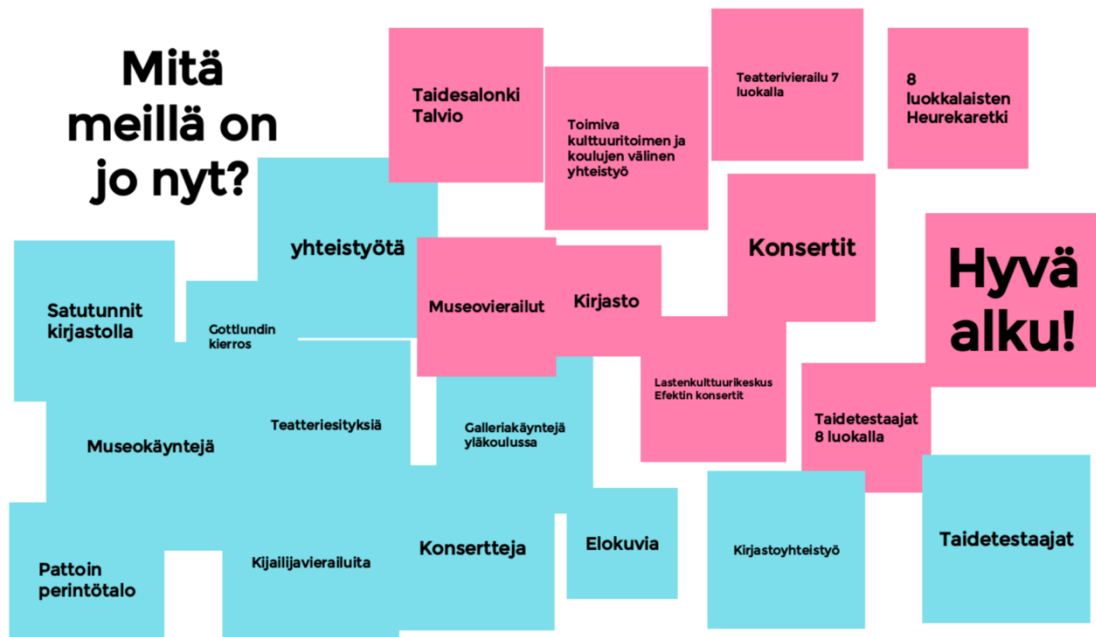 Mitä
meillä on
jo nyt?
Taidesalonki
Talvio
Toimiva
kulttuuritoimen ja
koulujen välinen
yhteistyö
Teatterivierailu 7
luokalla
8
luokkalaisten
Heurekaretki
yhteistyötä
Museovierailut
Kirjasto
Konsertit
Hyvä
alku!
Satutunnit
kirjastolla
Gottlundin
kierros
Lastenkulttuurikeskus
Efektin konsertit
Taidetestaajat
8 luokalla
Museokäyntejä
Teatteriesityksiä
Galleriakäyntejä
yläkoulussa
Pattoin
perintötalo
Kijailijavierailuita
Konsertteja
Elokuvia
Kirjastoyhteistyö
Taidetestaajat